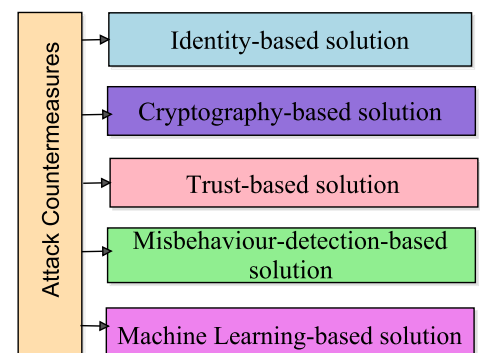 Attack Countermeasures
Identity-based solution
Cryptography-based solution
Trust-based solution
Misbehaviour-detection-based
solution
Machine Learning-based solution